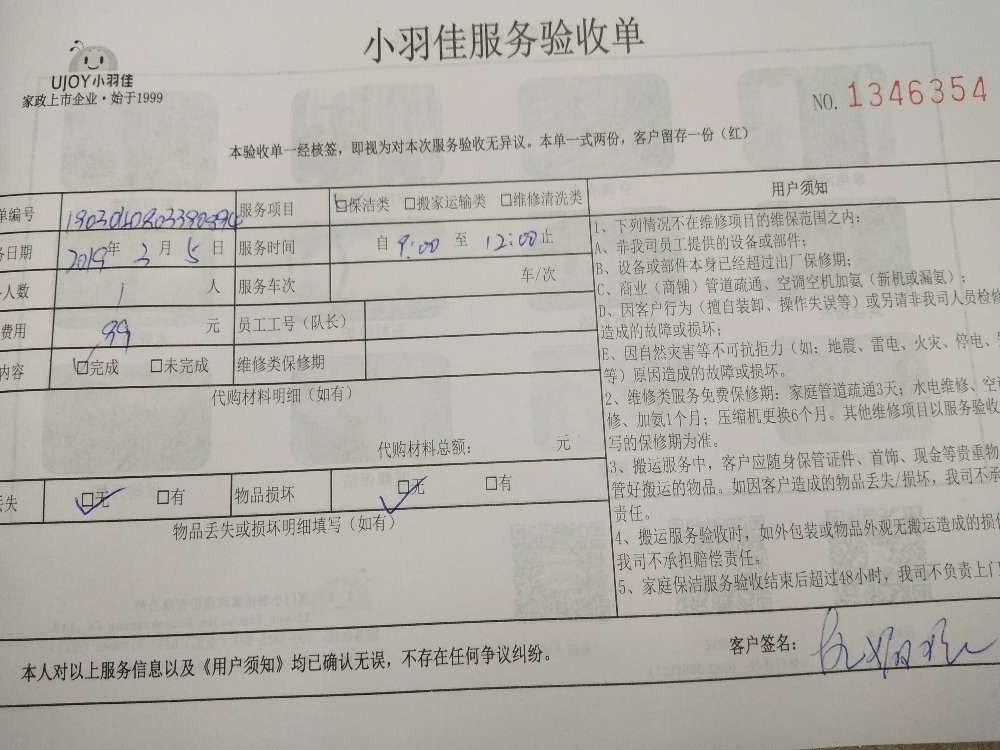 小羽佳服务验收单
UJOY小羽佳
家政上市企业·始于1999
NO. 1346354
本验收单一经核签，即视为对本次服务验收无异议。本单一式两份，客户留存一份（红）
单编号
服务项目 □保洁类 □搬家运输类 □维修清洗类
务日期 2019年 3月 5日 服务时间 自 9:00 至 12:00止
人数 1 人 服务车次 车/次
费用 99 元 员工工号（队长）
内容 □完成 □未完成 维修类保修期
代购材料明细（如有）
代购材料总额： 元
丢失 □无 □有 物品损坏 □无 □有
物品丢失或损坏明细填写（如有）
用户须知
1、下列情况不在维修项目的维保范围之内：
A、非我司员工提供的设备或部件；
B、设备或部件本身已经超过出厂保修期；
C、商业（商铺）管道疏通、空调空机加氨（新机或漏氨）；
D、因客户行为（擅自装卸、操作失误等）或另请非我司人员检修
造成的故障或损坏；
E、因自然灾害等不可抗拒力（如：地震、雷电、火灾、停电、
等）原因造成的故障或损坏。
2、维修类服务免费保修期：家庭管道疏通3天；水电维修、空
修、加氨1个月；压缩机更换6个月。其他维修项目以服务验收
写的保修期为准。
3、搬运服务中，客户应随身保管证件、首饰、现金等贵重物
管好搬运的物品。如因客户造成的物品丢失/损坏，我司不承
责任。
4、搬运服务验收时，如外包装或物品外观无搬运造成的损
我司不承担赔偿责任。
5、家庭保洁服务验收结束后超过48小时，我司不负责上门
本人对以上服务信息以及《用户须知》均已确认无误，不存在任何争议纠纷。
客户签名：